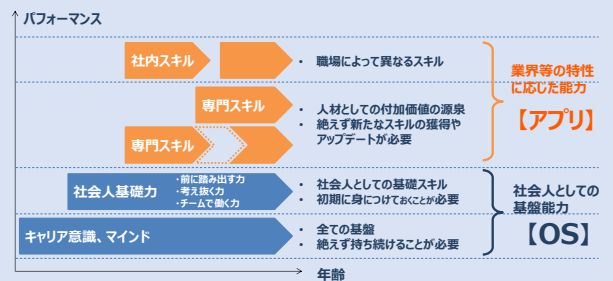 パフォーマンス
社内スキル
・ 職場によって異なるスキル
専門スキル
専門スキル
・ 人材としての付加価値の源泉
・ 絶えず新たなスキルの獲得や
アップデートが必要
業界等の特性
に応じた能力
【アプリ】
社会人基礎力
・前に踏み出す力
・考え抜く力
・チームで働く力
・ 社会人としての基礎スキル
・ 初期に身につけておくことが必要
キャリア意識、マインド
・ 全ての基盤
・ 絶えず持ち続けることが必要
社会人としての
基盤能力
【OS】
年齢